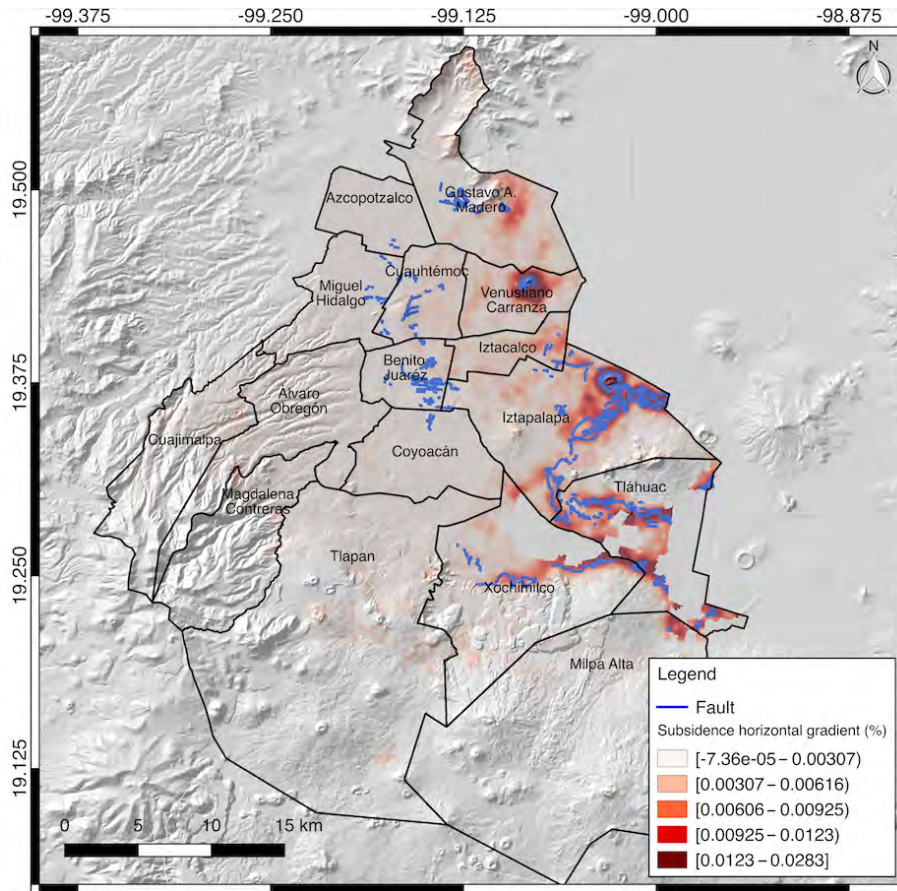 -99.375
-99.250
-99.125
-99.000
-98.875
N
19.500
19.375
19.250
19.125
Gustavo A.
Madero
Azcopotzalco
Cuauhtémoc
Miguel
Hidalgo
Venustiano
Carranza
Iztacalco
Benito
Juaréz
Álvaro
Obregón
Iztapalapa
Cuajimalpa
Coyoacán
Tláhuac
Magdalena
Contreras
Tlapan
Xochimilco
Milpa Alta
Legend
Fault
Subsidence horizontal gradient (%)
[-7.36e-05 – 0.00307)
[0.00307 – 0.00616)
[0.00606 – 0.00925)
[0.00925 – 0.0123)
[0.0123 – 0.0283]
0 5 10 15 km